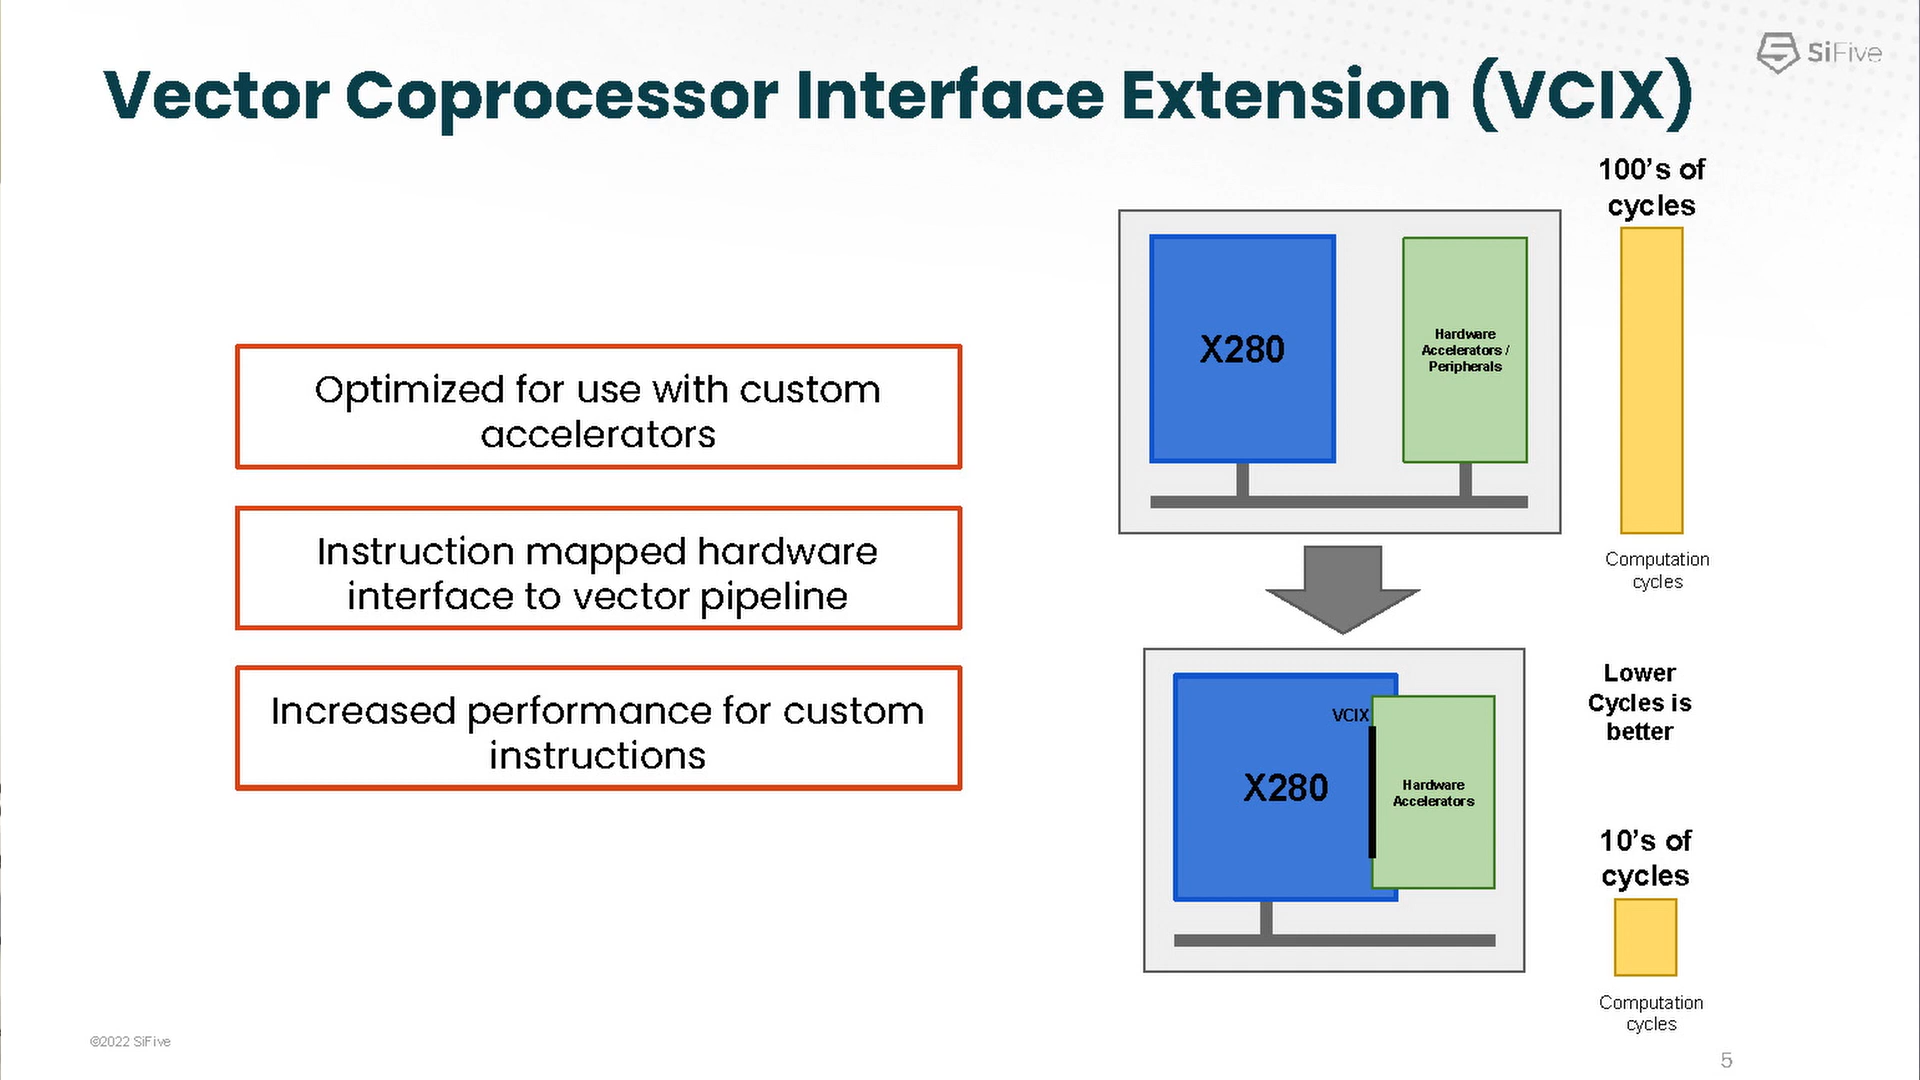 SiFive
Vector Coprocessor Interface Extension (VCIX)
Optimized for use with custom
accelerators
Instruction mapped hardware
interface to vector pipeline
Increased performance for custom
instructions
X280
Hardware
Accelerators /
Peripherals
100's of
cycles
Computation
cycles
VCIX
X280
Hardware
Accelerators
Lower
Cycles is
better
10's of
cycles
Computation
cycles
©2022 SiFive
5